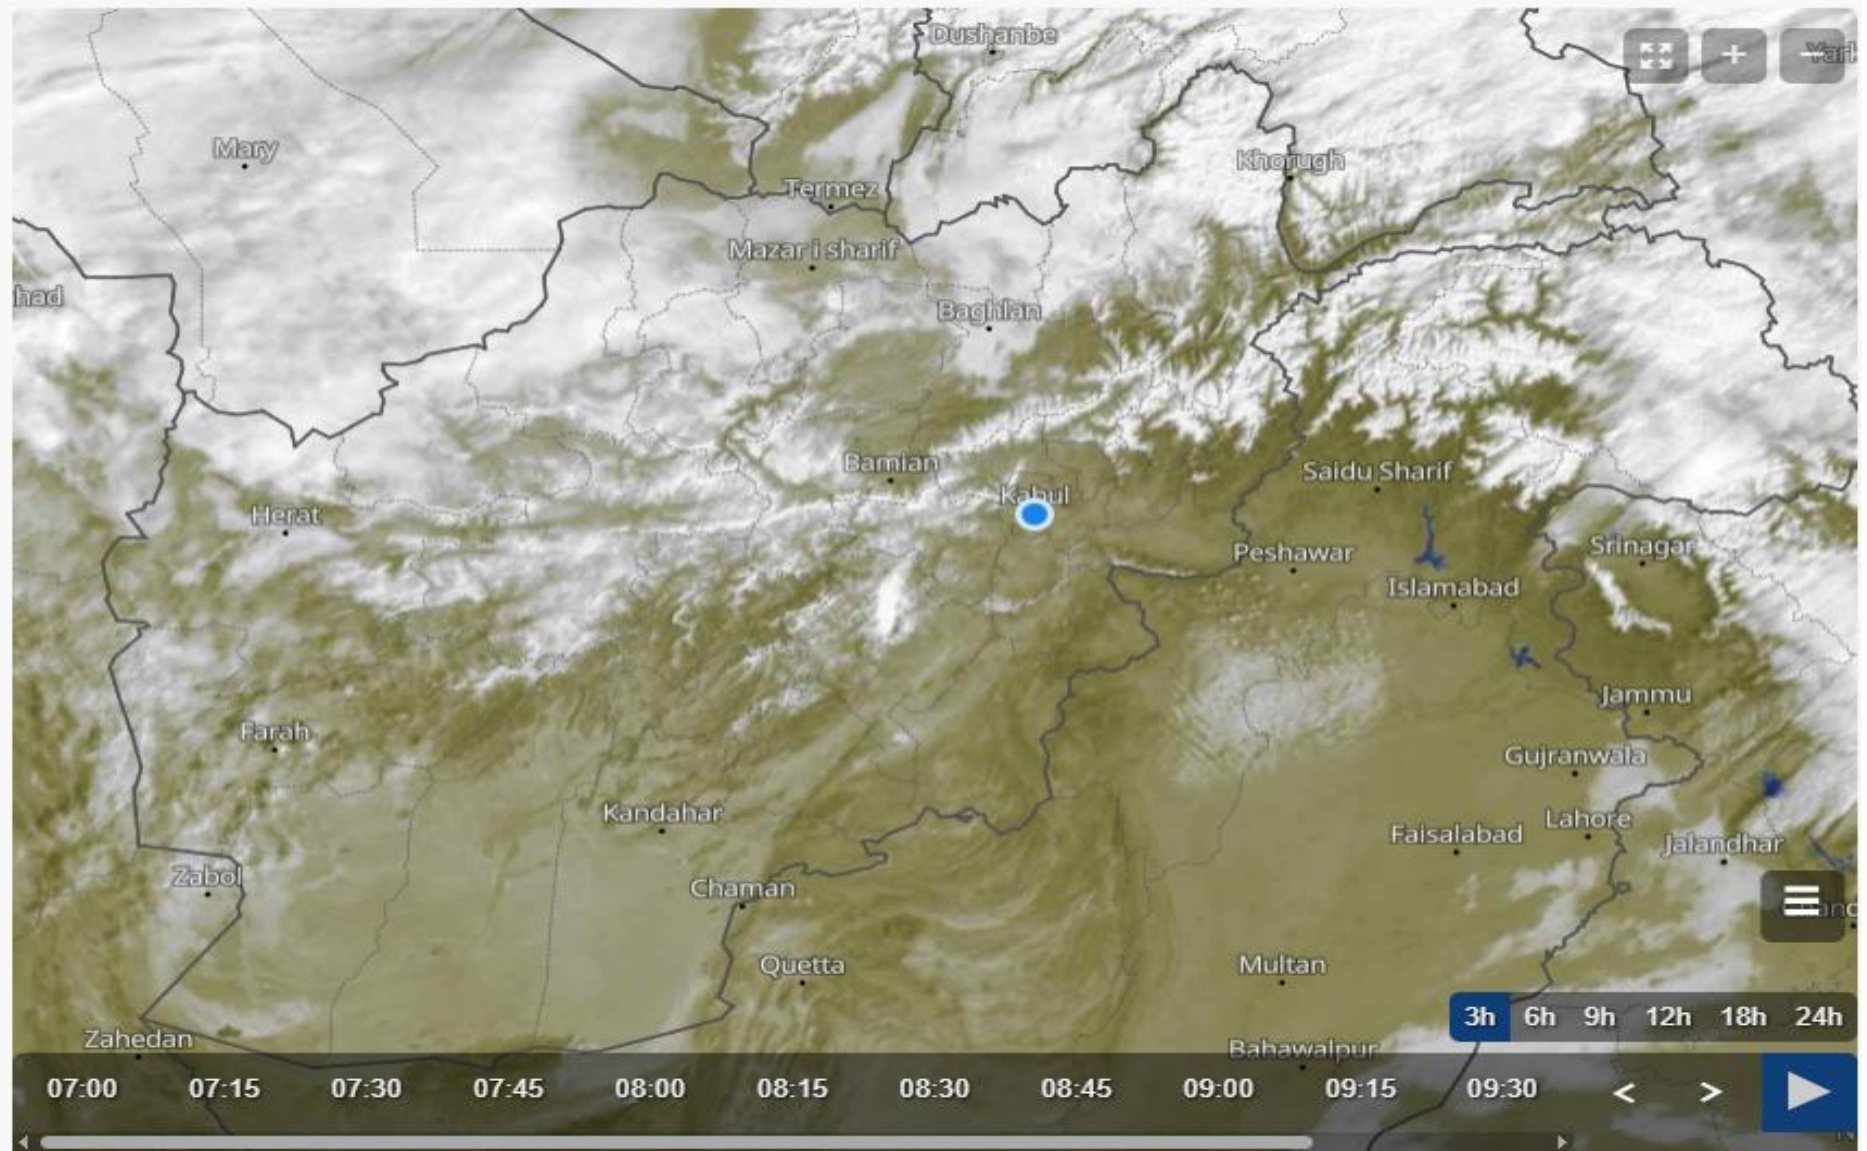 Dushanbe
Yark
Mary
Khorugh
Termez
Mazar i sharif
had
Baghlan
Bamian
Saidu Sharif
Kabul
Herat
Srinagar
Peshawar
Islamabad
Jammu
Farah
Gujranwala
Kandahar
Lahore
Faisalabad
Jalandhar
Zabol
Chaman
Quetta
Multan
3h 6h 9h 12h 18h 24h
Zahedan
Bahawalpur
07:00 07:15 07:30 07:45 08:00 08:15 08:30 08:45 09:00 09:15 09:30 < >